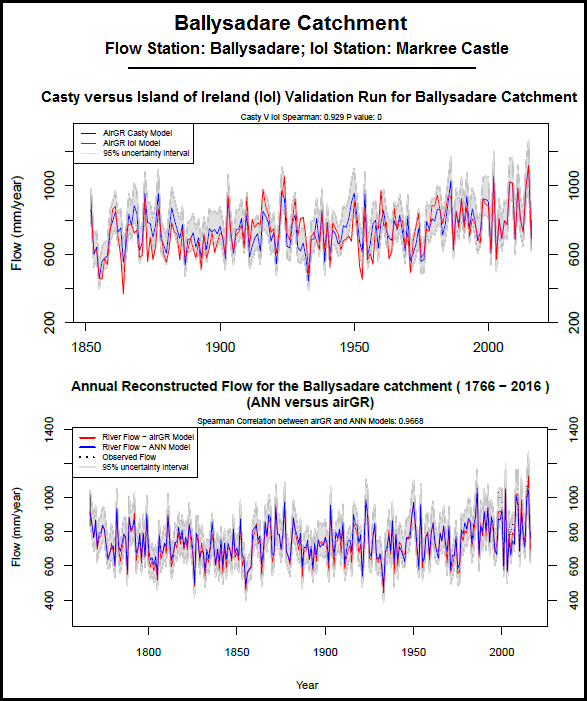 Ballysadare Catchment
Flow Station: Ballysadare; IoI Station: Markree Castle
Casty versus Island of Ireland (IoI) Validation Run for Ballysadare Catchment
Casty V IoI Spearman: 0.929 P value: 0
AirGR Casty Model
AirGR IoI Model
95% uncertainty interval
Flow (mm/year)
200 600 1000
200 600 1000
1850 1900 1950 2000
Annual Reconstructed Flow for the Ballysadare catchment ( 1766 − 2016 )
(ANN versus airGR)
Spearman Correlation between airGR and ANN Models: 0.9668
River Flow − airGR Model
River Flow − ANN Model
Observed Flow
95% uncertainty interval
Flow (mm/year)
400 600 800 1000 1400
400 600 800 1000 1400
1800 1850 1900 1950 2000
Year